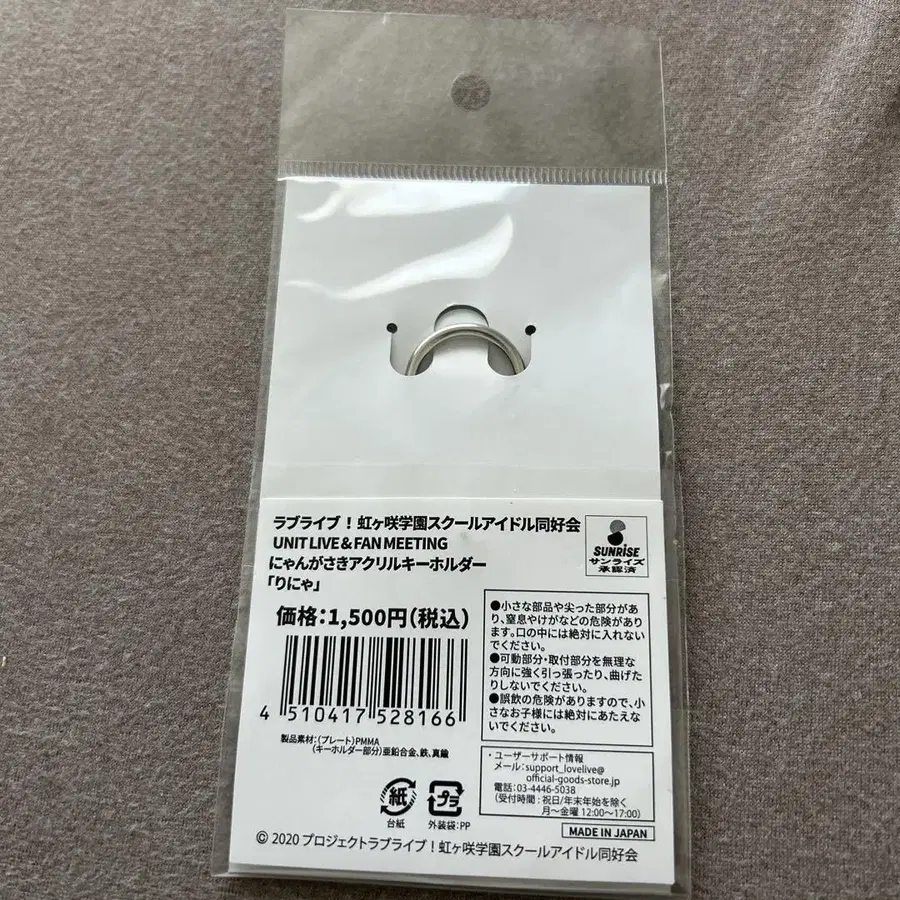 ラブライブ！虹ヶ咲学園スクールアイドル同好会
UNIT LIVE & FAN MEETING
にゃんがさきアクリルキーホルダー
「りにゃ」
SUNRISE
サンライズ
承認済
価格：1,500円（税込）
4 510417 528166
製品素材：（プレート）PMMA
（キーホルダー部分）亜鉛合金、鉄、真鍮
●小さな部品や尖った部分があ
り、窒息やけがなどの危険があり
ます。口の中には絶対に入れない
でください。
●可動部分・取付部分を無理な
方向に強く引っ張ったり、曲げた
りしないでください。
●誤飲の危険がありますので、小
さなお子様には絶対にあたえな
いでください。
・ユーザーサポート情報
メール：support_lovelive@
official-goods-store.jp
電話：03-4446-5038
（受付時間：祝日/年末年始を除く
月～金曜 12:00～17:00）
紙
台紙
プラ
外装袋：PP
MADE IN JAPAN
© 2020 プロジェクトラブライブ！虹ヶ咲学園スクールアイドル同好会